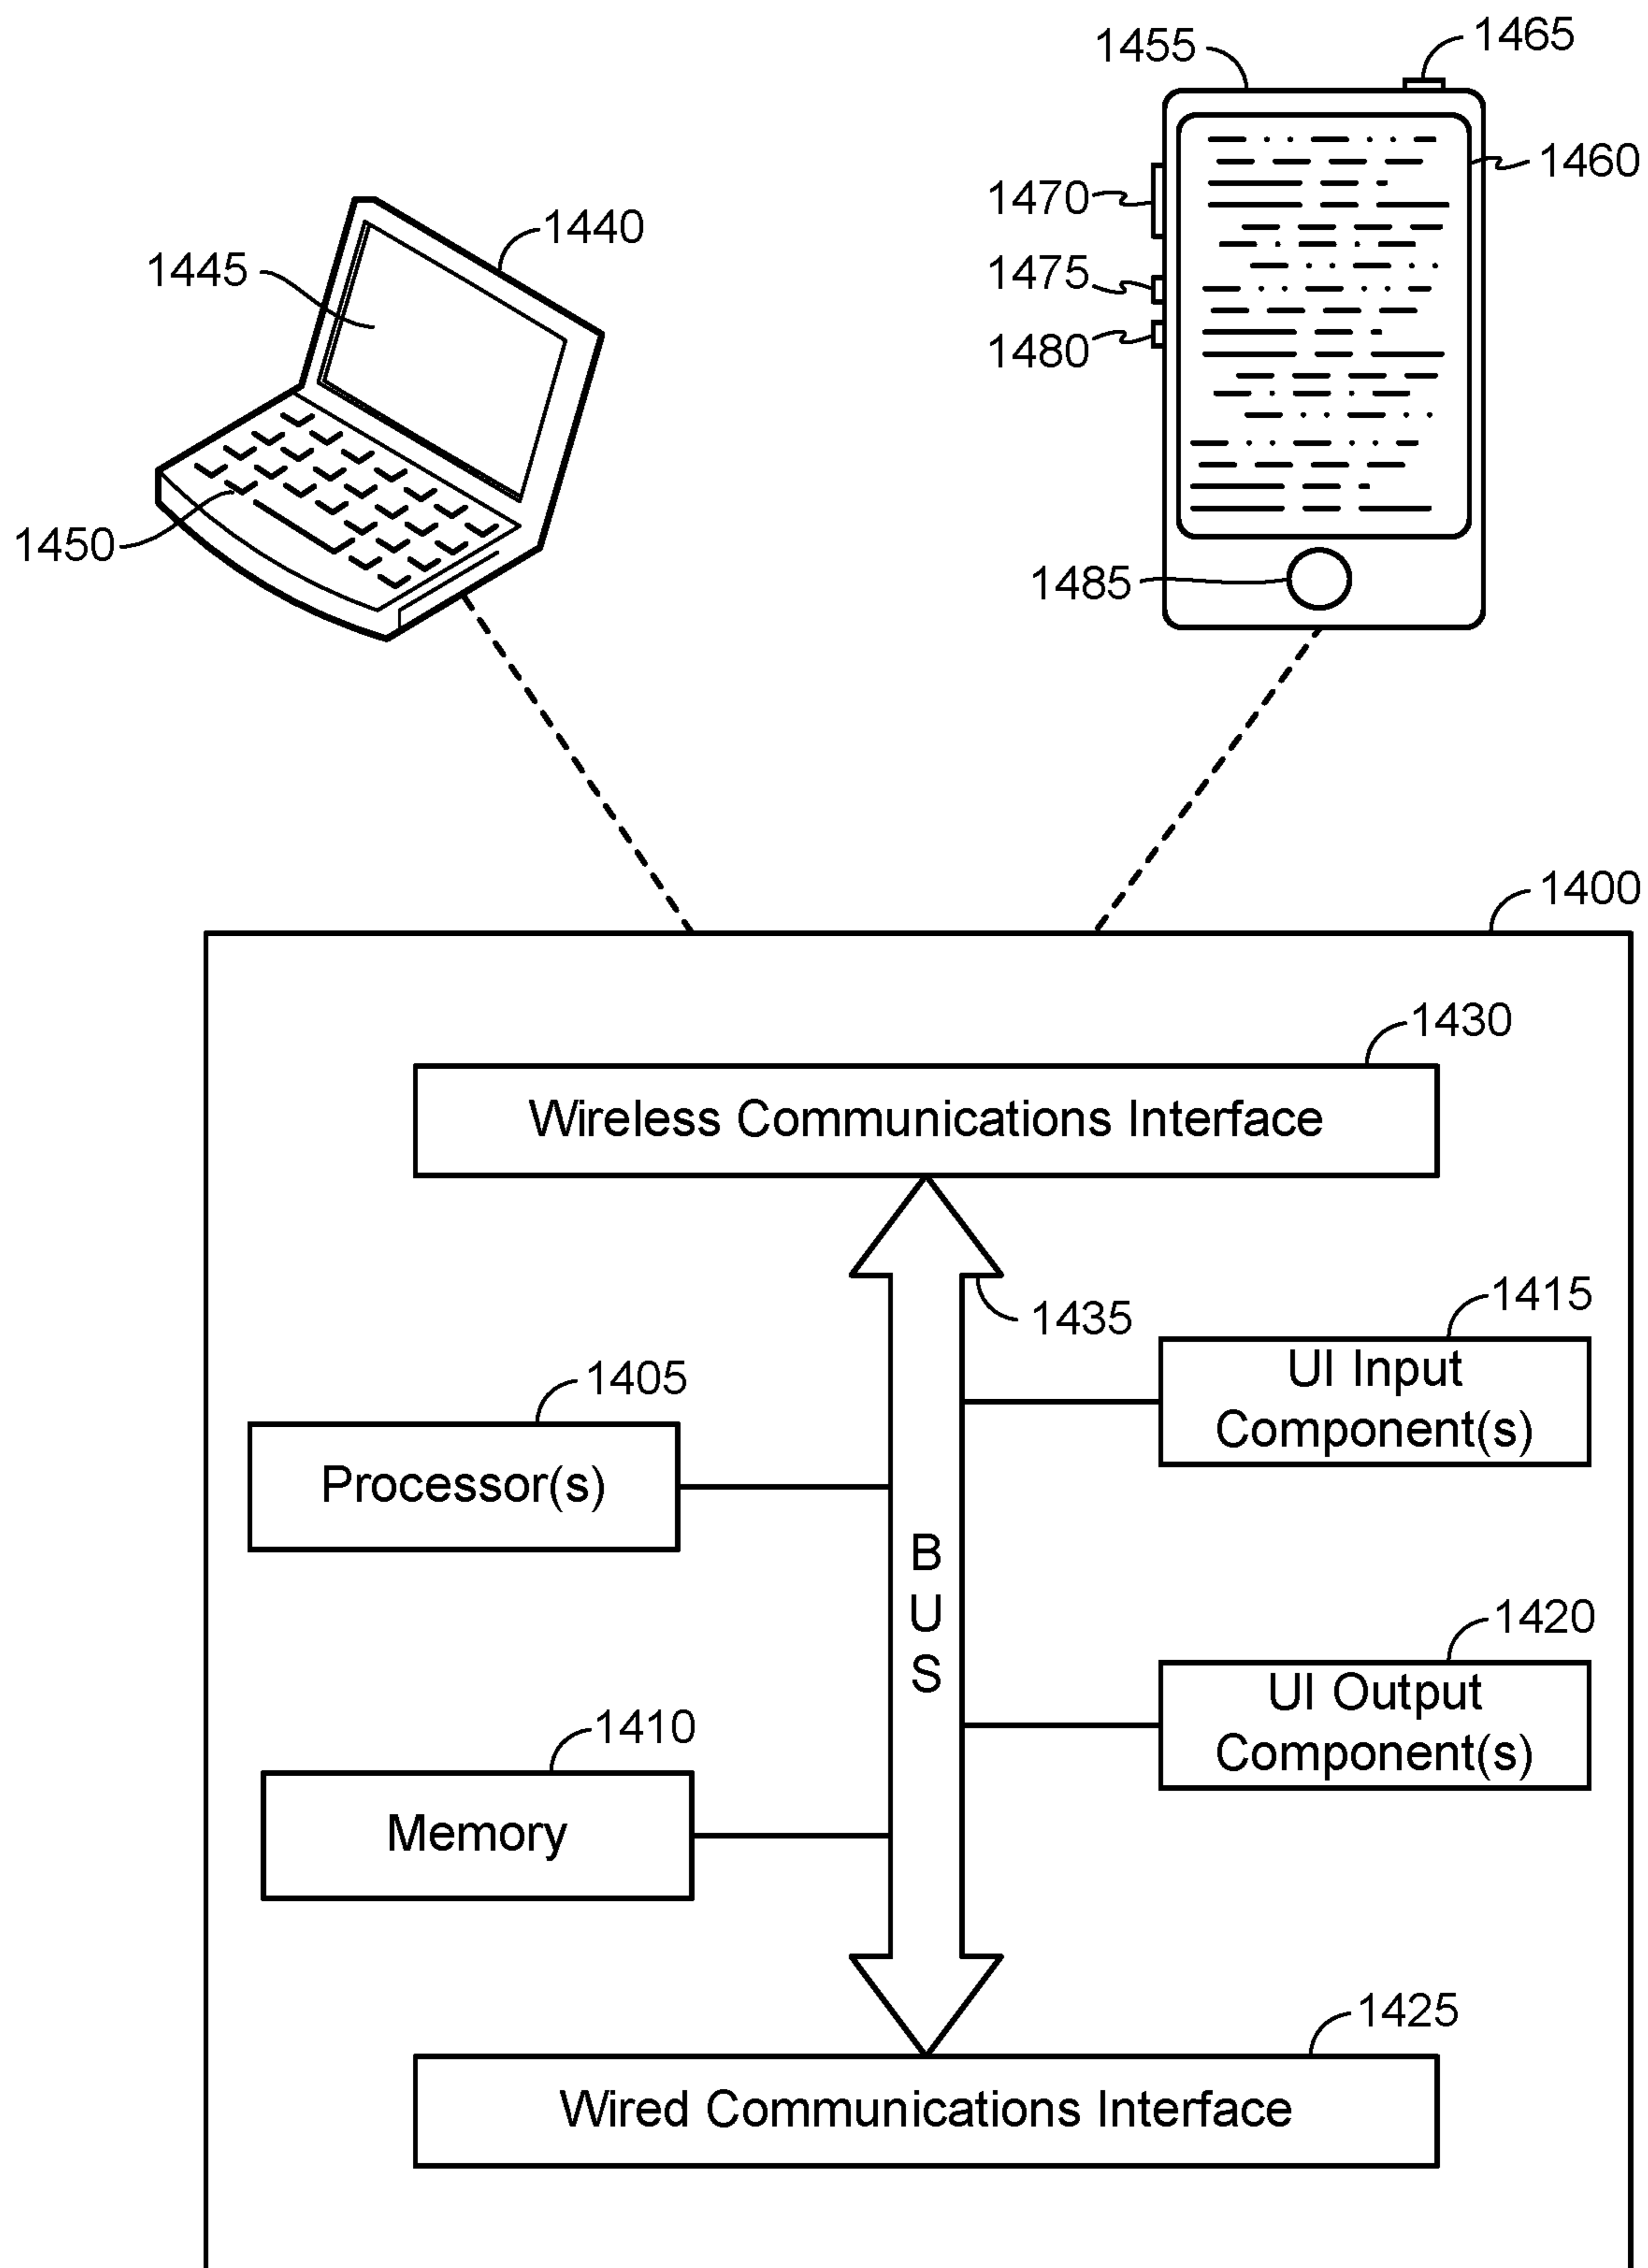 1455
1465
1460
1470
1440
1445
1475
1480
1450
1485
1400
1430
Wireless Communications Interface
1435
1415
UI Input
Component(s)
1405
Processor(s)
B
U
S
1420
UI Output
Component(s)
1410
Memory
1425
Wired Communications Interface